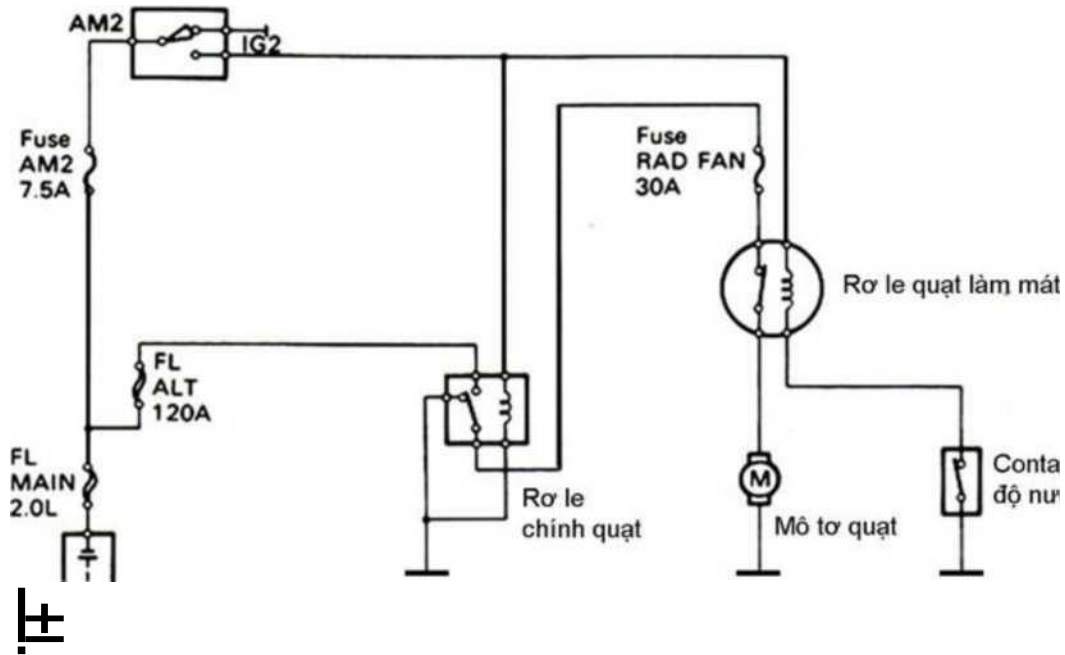 AM2
IG2
Fuse
AM2
7.5A
Fuse
RAD FAN
30A
Rơ le quạt làm mát
FL
ALT
120A
FL
MAIN
2.0L
Rơ le
chính quạt
M
Mô tơ quạt
Conta
độ nư